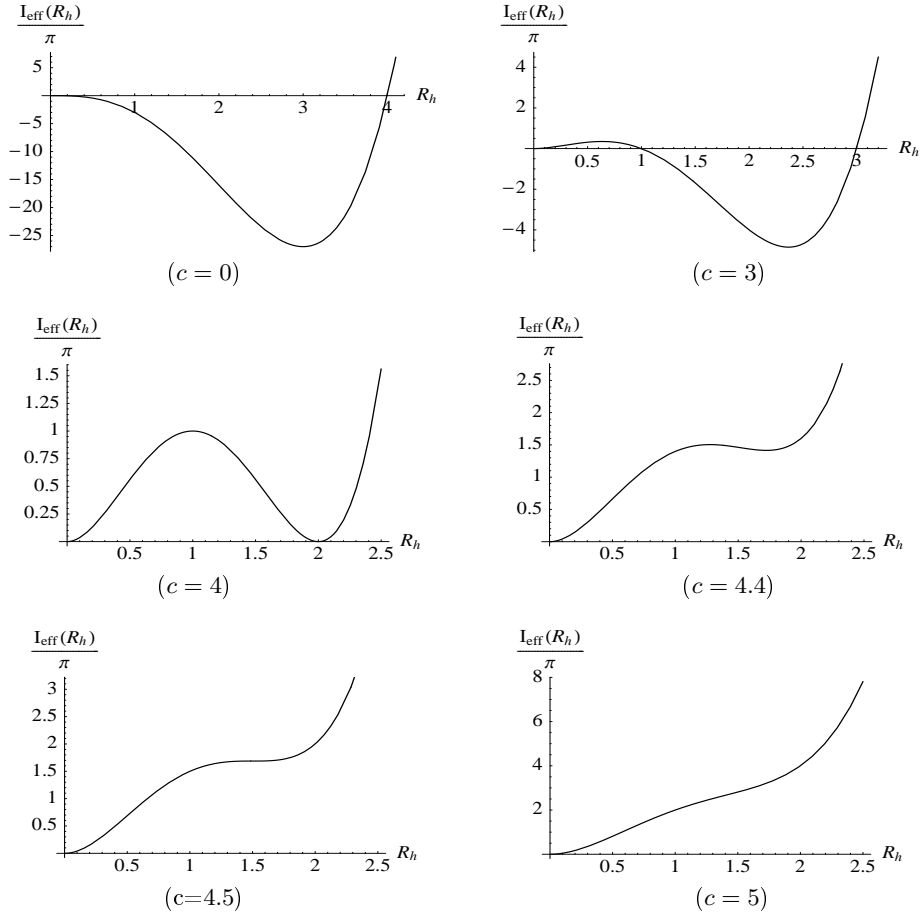 I_eff(R_h)/π
5
−5
−10
−15
−20
−25
1 2 3 4 R_h
(c = 0)
I_eff(R_h)/π
4
2
−2
−4
0.5 1 1.5 2 2.5 3 R_h
(c = 3)
I_eff(R_h)/π
1.5
1.25
1
0.75
0.5
0.25
0.5 1 1.5 2 2.5 R_h
(c = 4)
I_eff(R_h)/π
2.5
2
1.5
1
0.5
0.5 1 1.5 2 2.5 R_h
(c = 4.4)
I_eff(R_h)/π
3
2.5
2
1.5
1
0.5
0.5 1 1.5 2 2.5 R_h
(c=4.5)
I_eff(R_h)/π
8
6
4
2
0.5 1 1.5 2 2.5 R_h
(c = 5)